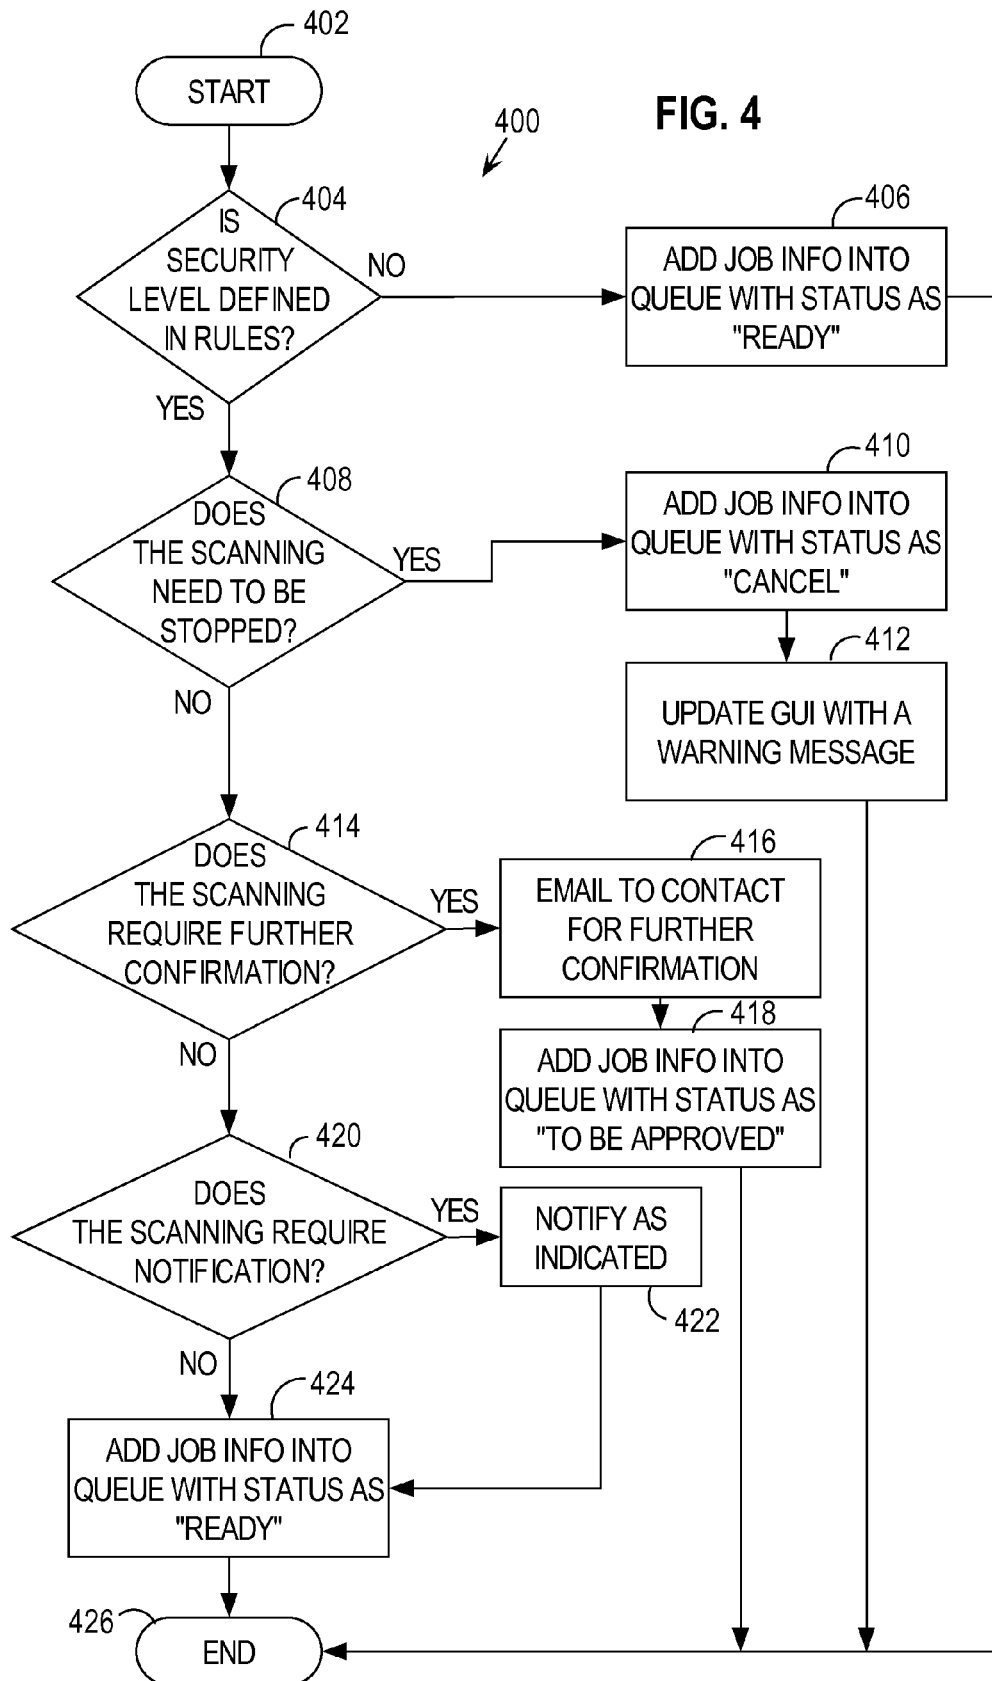 402
START
FIG. 4
400
404
IS
SECURITY
LEVEL DEFINED
IN RULES?
NO
YES
406
ADD JOB INFO INTO
QUEUE WITH STATUS AS
"READY"
408
DOES
THE SCANNING
NEED TO BE
STOPPED?
YES
NO
410
ADD JOB INFO INTO
QUEUE WITH STATUS AS
"CANCEL"
412
UPDATE GUI WITH A
WARNING MESSAGE
414
DOES
THE SCANNING
REQUIRE FURTHER
CONFIRMATION?
YES
NO
416
EMAIL TO CONTACT
FOR FURTHER
CONFIRMATION
418
ADD JOB INFO INTO
QUEUE WITH STATUS AS
"TO BE APPROVED"
420
DOES
THE SCANNING REQUIRE
NOTIFICATION?
YES
NO
NOTIFY AS
INDICATED
422
424
ADD JOB INFO INTO
QUEUE WITH STATUS AS
"READY"
426
END